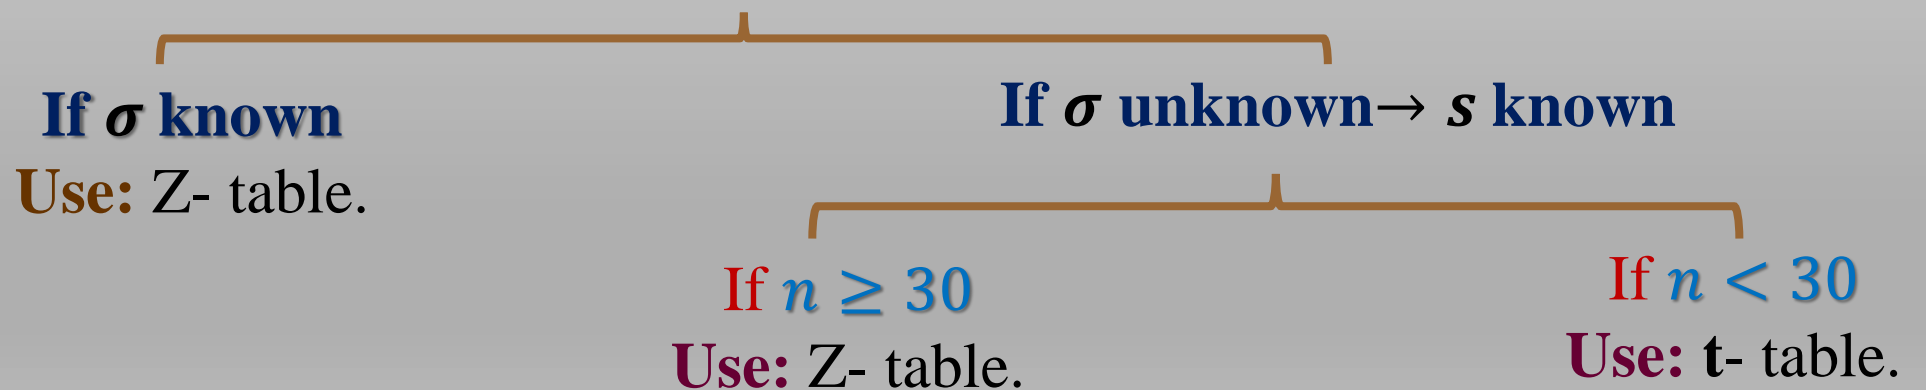 If σ known
Use: Z- table.
If σ unknown→ s known
If n ≥ 30
Use: Z- table.
If n < 30
Use: t- table.